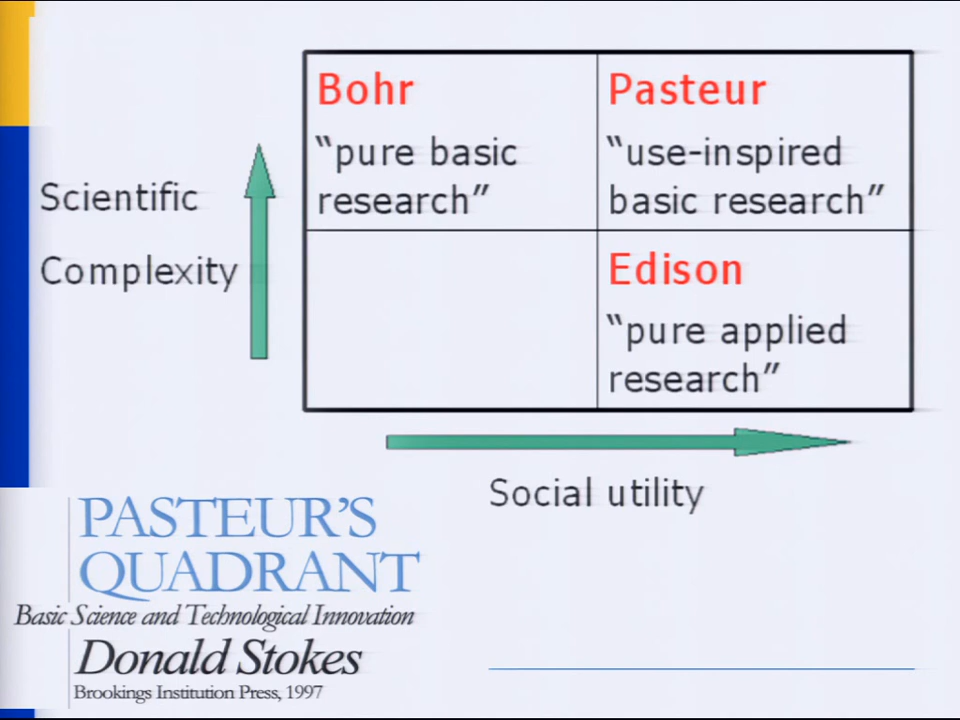 Bohr
“pure basic
research”
Pasteur
“use-inspired
basic research”
Scientific
Complexity
Edison
“pure applied
research”
Social utility
PASTEUR’S
QUADRANT
Basic Science and Technological Innovation
Donald Stokes
Brookings Institution Press, 1997